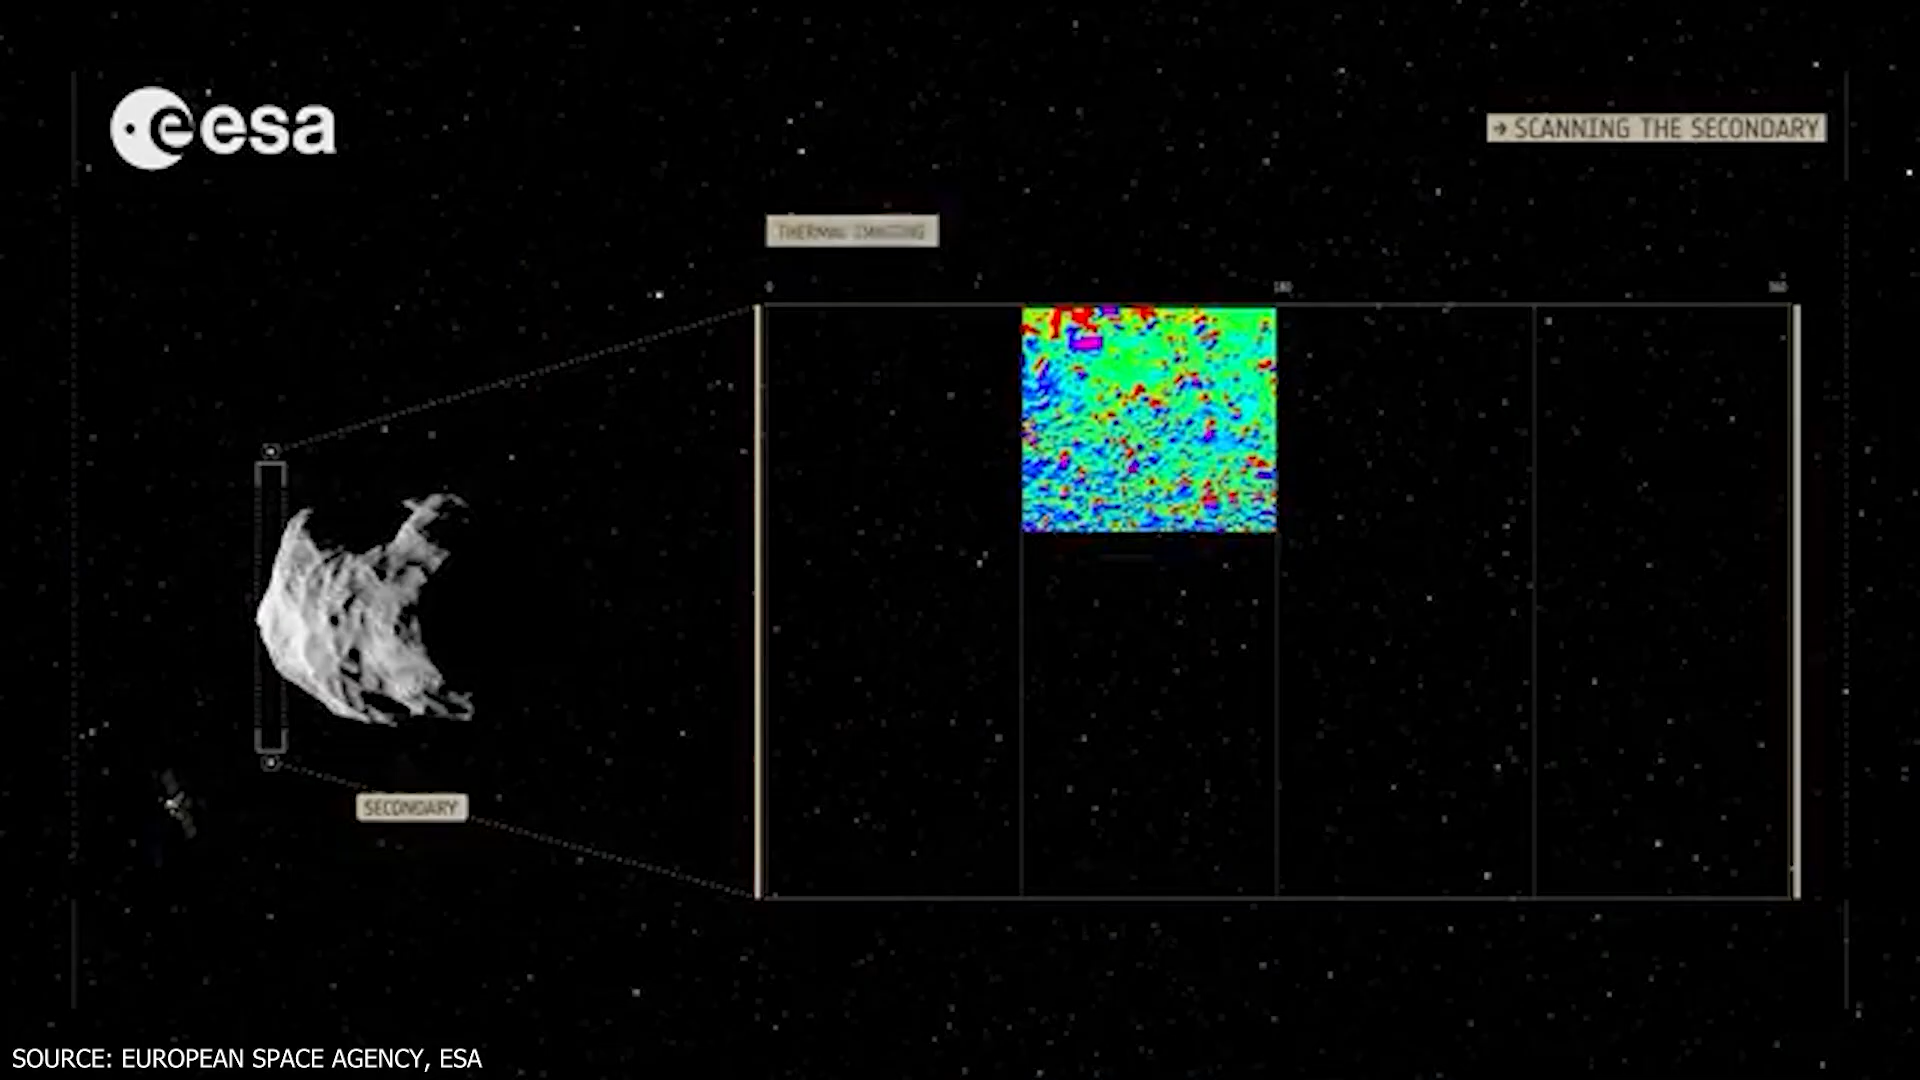 esa
→ SCANNING THE SECONDARY
THERMAL IMAGING
0 180 360
SECONDARY
SOURCE: EUROPEAN SPACE AGENCY, ESA